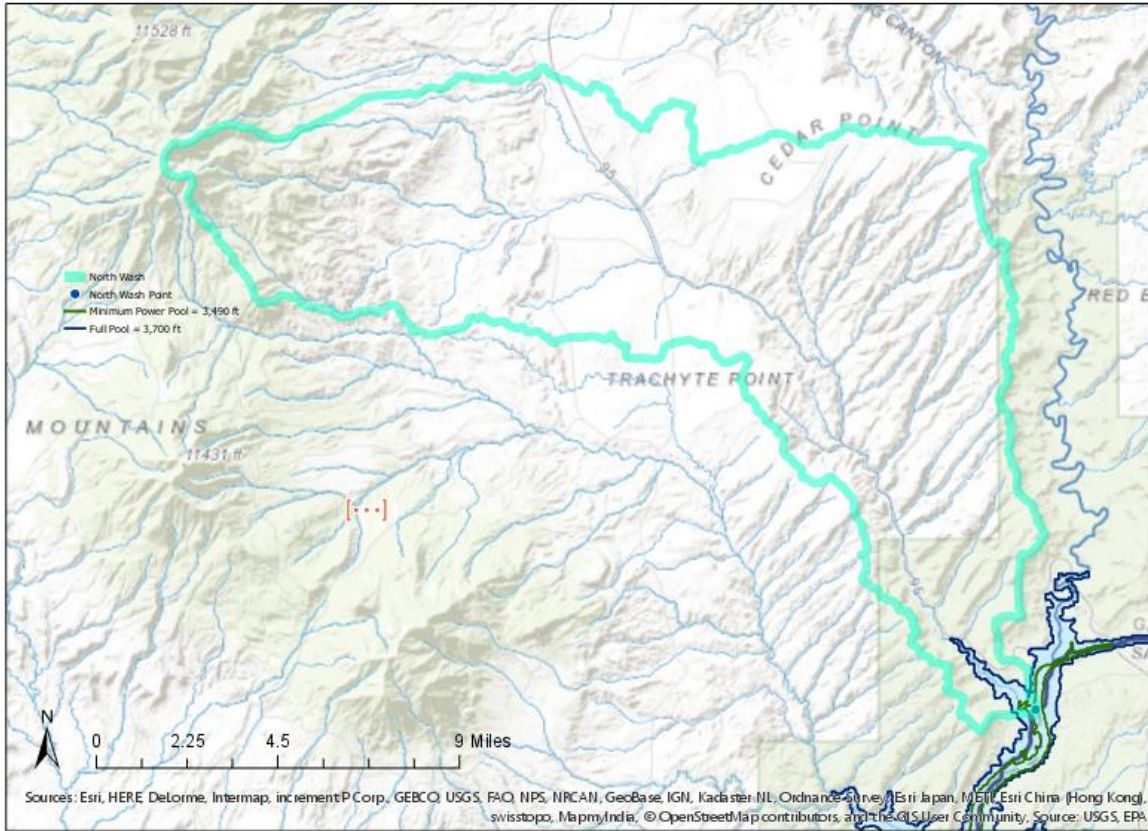 11528 ft
G CANYON
95
CEDAR POINT
North Wash
North Wash Point
Minimum Power Pool = 3,490 ft
Full Pool = 3,700 ft
RED
TRACHYTE POINT
MOUNTAINS
11431 ft
[...]
95
N
0 2.25 4.5 9 Miles
Sources: Esri, HERE, DeLorme, Intermap, increment P Corp., GEBCO, USGS, FAO, NPS, NRCAN, GeoBase, IGN, Kadaster NL, Ordnance Survey, Esri Japan, METI, Esri China (Hong Kong),
swisstopo, MapmyIndia, © OpenStreetMap contributors, and the GIS User Community, Source: USGS, EPA